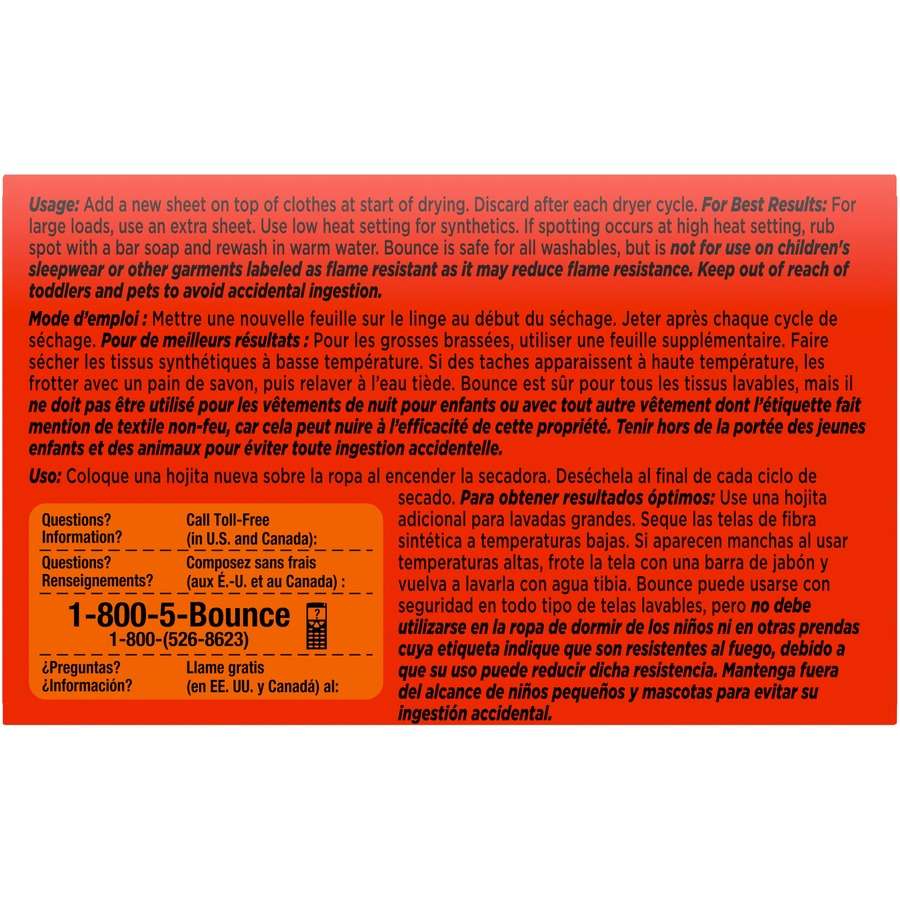 Usage: Add a new sheet on top of clothes at start of drying. Discard after each dryer cycle. For Best Results: For
large loads, use an extra sheet. Use low heat setting for synthetics. If spotting occurs at high heat setting, rub
spot with a bar soap and rewash in warm water. Bounce is safe for all washables, but is not for use on children's
sleepwear or other garments labeled as flame resistant as it may reduce flame resistance. Keep out of reach of
toddlers and pets to avoid accidental ingestion.
Mode d'emploi : Mettre une nouvelle feuille sur le linge au début du séchage. Jeter après chaque cycle de
séchage. Pour de meilleurs résultats : Pour les grosses brassées, utiliser une feuille supplémentaire. Faire
sécher les tissus synthétiques à basse température. Si des taches apparaissent à haute température, les
frotter avec un pain de savon, puis relaver à l'eau tiède. Bounce est sûr pour tous les tissus lavables, mais il
ne doit pas être utilisé pour les vêtements de nuit pour enfants ou avec tout autre vêtement dont l'étiquette fait
mention de textile non-feu, car cela peut nuire à l'efficacité de cette propriété. Tenir hors de la portée des jeunes
enfants et des animaux pour éviter toute ingestion accidentelle.
Uso: Coloque una hojita nueva sobre la ropa al encender la secadora. Deséchela al final de cada ciclo de
secado. Para obtener resultados óptimos: Use una hojita
adicional para lavadas grandes. Seque las telas de fibra
sintética a temperaturas bajas. Si aparecen manchas al usar
temperaturas altas, frote la tela con una barra de jabón y
vuelva a lavarla con agua tibia. Bounce puede usarse con
seguridad en todo tipo de telas lavables, pero no debe
utilizarse en la ropa de dormir de los niños ni en otras prendas
cuya etiqueta indique que son resistentes al fuego, debido a
que su uso puede reducir dicha resistencia. Mantenga fuera
del alcance de niños pequeños y mascotas para evitar su
ingestión accidental.
Questions? Call Toll-Free
Information? (in U.S. and Canada):
Questions? Composez sans frais
Renseignements? (aux É.-U. et au Canada) :
1-800-5-Bounce
1-800-(526-8623)
¿Preguntas? Llame gratis
¿Información? (en EE. UU. y Canadá) al: